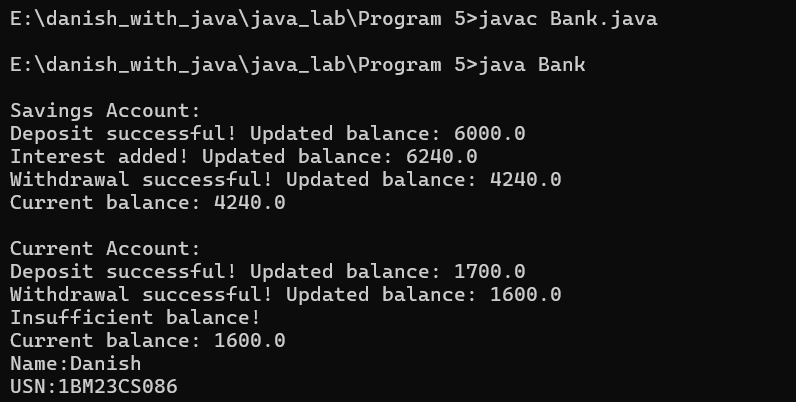 E:\danish_with_java\java_lab\Program 5>javac Bank.java
E:\danish_with_java\java_lab\Program 5>java Bank
Savings Account:
Deposit successful! Updated balance: 6000.0
Interest added! Updated balance: 6240.0
Withdrawal successful! Updated balance: 4240.0
Current balance: 4240.0
Current Account:
Deposit successful! Updated balance: 1700.0
Withdrawal successful! Updated balance: 1600.0
Insufficient balance!
Current balance: 1600.0
Name:Danish
USN:1BM23CS086